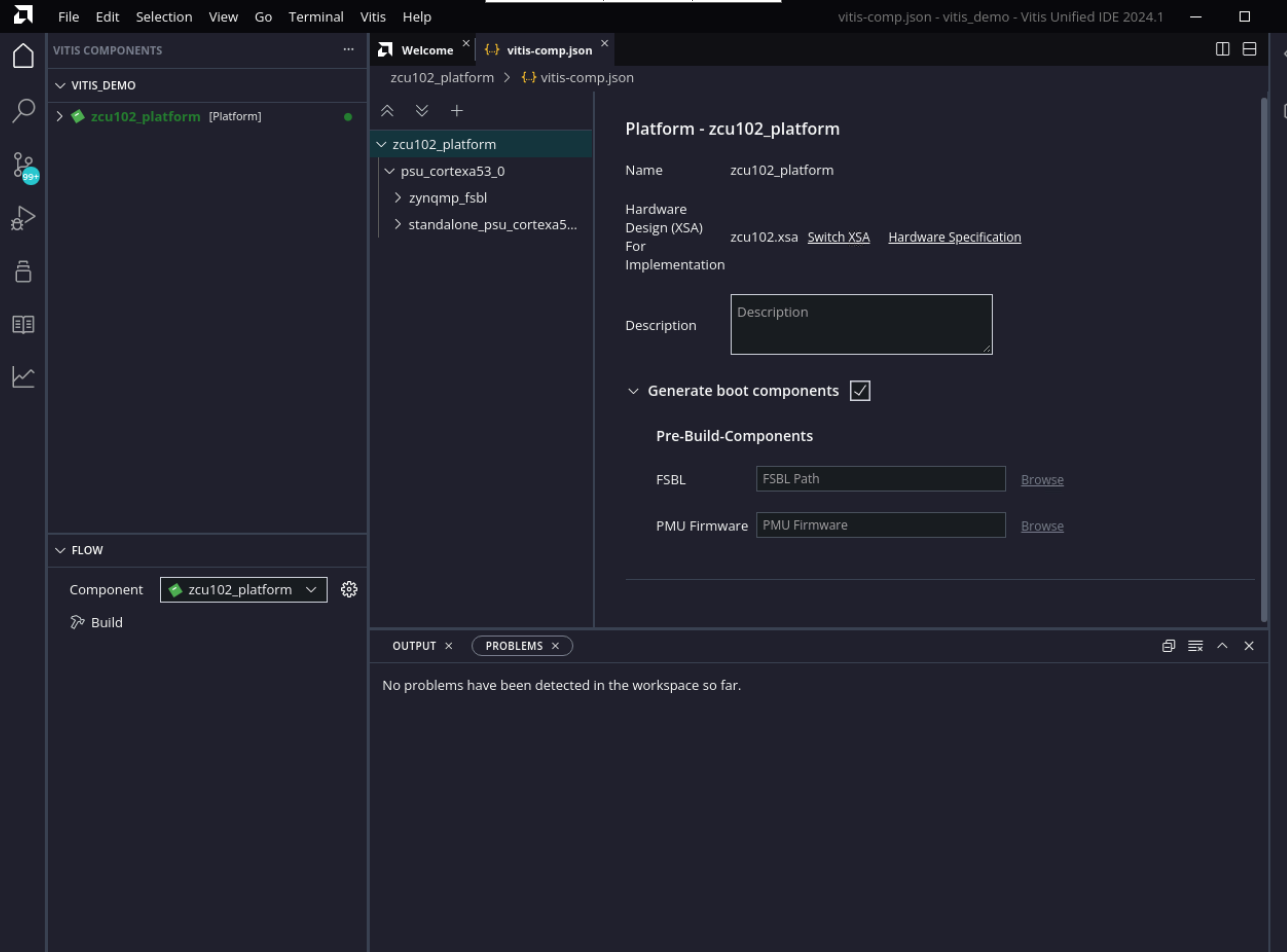 File Edit Selection View Go Terminal Vitis Help
vitis-comp.json - vitis_demo - Vitis Unified IDE 2024.1
VITIS COMPONENTS
VITIS_DEMO
zcu102_platform [Platform]
99+
FLOW
Component zcu102_platform
Build
Welcome
{..} vitis-comp.json
zcu102_platform > {..} vitis-comp.json
zcu102_platform
psu_cortexa53_0
zynqmp_fsbl
standalone_psu_cortexa5...
Platform - zcu102_platform
Name zcu102_platform
Hardware
Design (XSA)
For
Implementation
zcu102.xsa Switch XSA Hardware Specification
Description Description
Generate boot components
Pre-Build-Components
FSBL FSBL Path Browse
PMU Firmware PMU Firmware Browse
OUTPUT PROBLEMS
No problems have been detected in the workspace so far.